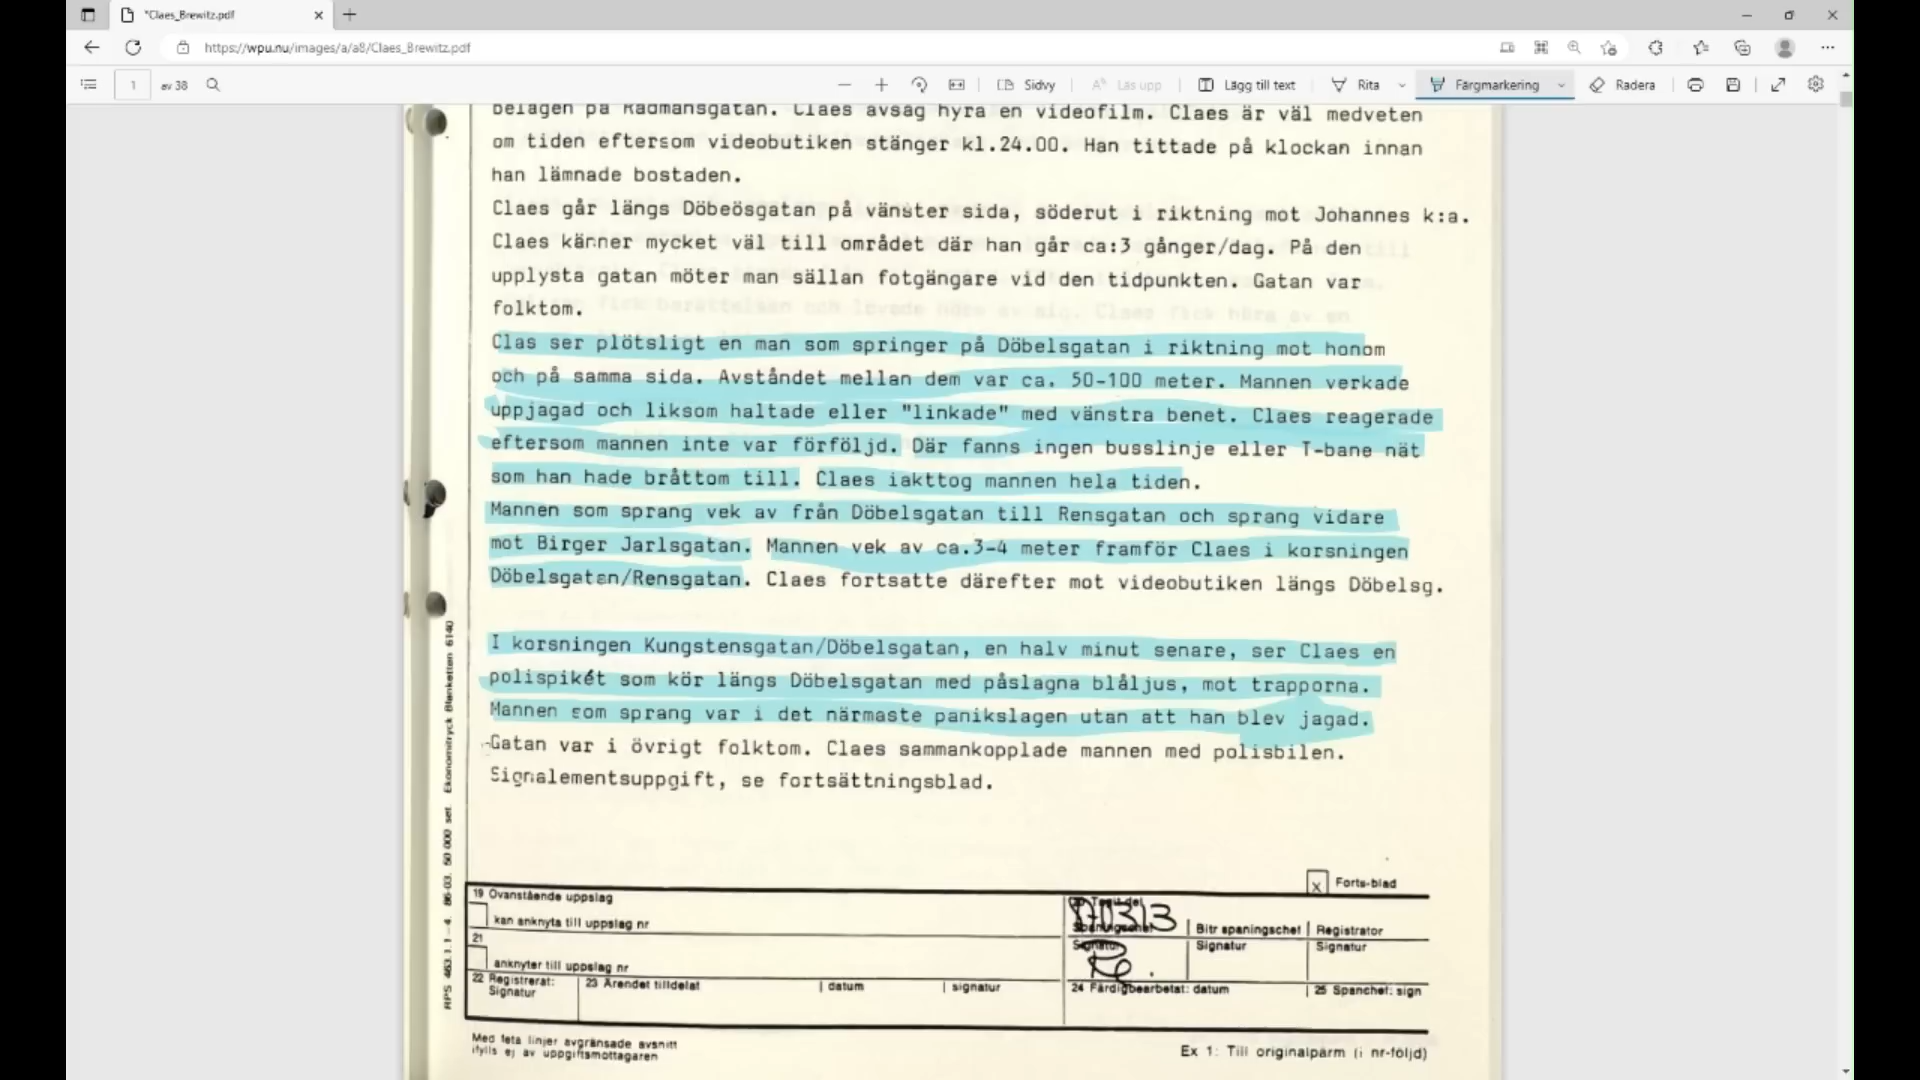 *Claes_Brewitz.pdf
https://wpu.nu/images/a/a8/Claes_Brewitz.pdf
1 av 38 Sidvy Läs upp Lägg till text Rita Färgmarkering Radera
belägen på Rådmansgatan. Claes avsåg hyra en videofilm. Claes är väl medveten
om tiden eftersom videobutiken stänger kl.24.00. Han tittade på klockan innan
han lämnade bostaden.
Claes går längs Döbeösgatan på vänster sida, söderut i riktning mot Johannes k:a.
Claes känner mycket väl till området där han går ca:3 gånger/dag. På den
upplysta gatan möter man sällan fotgängare vid den tidpunkten. Gatan var
folktom.
Clas ser plötsligt en man som springer på Döbelsgatan i riktning mot honom
och på samma sida. Avståndet mellan dem var ca. 50-100 meter. Mannen verkade
uppjagad och liksom haltade eller "linkade" med vänstra benet. Claes reagerade
eftersom mannen inte var förföljd. Där fanns ingen busslinje eller T-bane nät
som han hade bråttom till. Claes iakttog mannen hela tiden.
Mannen som sprang vek av från Döbelsgatan till Rensgatan och sprang vidare
mot Birger Jarlsgatan. Mannen vek av ca.3-4 meter framför Claes i korsningen
Döbelsgatan/Rensgatan. Claes fortsatte därefter mot videobutiken längs Döbelsg.
I korsningen Kungstensgatan/Döbelsgatan, en halv minut senare, ser Claes en
polispikét som kör längs Döbelsgatan med påslagna blåljus, mot trapporna.
Mannen som sprang var i det närmaste panikslagen utan att han blev jagad.
Gatan var i övrigt folktom. Claes sammankopplade mannen med polisbilen.
Signalementsuppgift, se fortsättningsblad.
RPS 463.1.1-4. 86-03. 50 000 set. Ekonomitryck Blanketten 6140
x Forts-blad
19 Ovanstående uppslag
kan anknyta till uppslag nr
Bitr spaningschef Registrator
21
Signatur Signatur Signatur
anknyter till uppslag nr
22 Registrerat: Signatur
23 Ärendet tilldelat datum signatur
24 Färdigbearbetat: datum
25 Spanchef: sign
Med feta linjer avgränsade avsnitt
ifylls ej av uppgiftsmottagaren
Ex 1: Till originalpärm (i nr-följd)